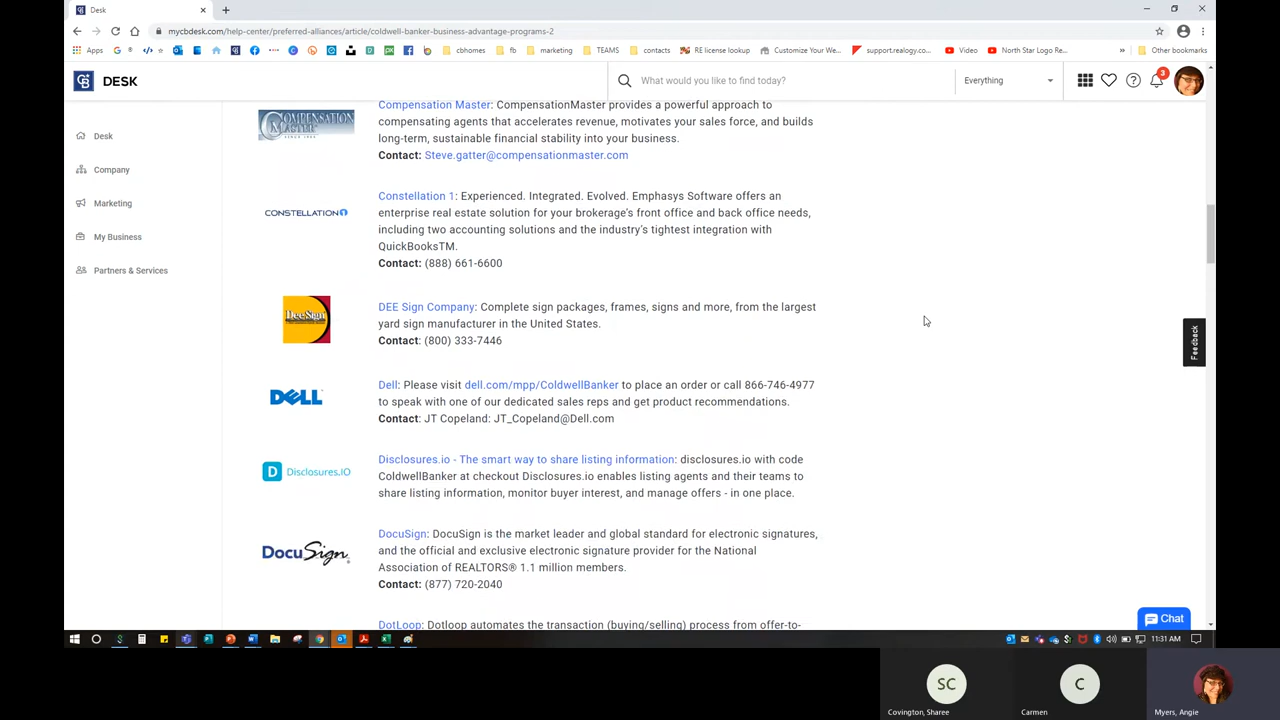 Desk
mycbdesk.com/help-center/preferred-alliances/article/coldwell-banker-business-advantage-programs-2
Apps
cbhomes
fb
marketing
TEAMS
contacts
RE license lookup
Customize Your We...
support.realogy.co...
Video
North Star Logo Re...
»
Other bookmarks
DESK
What would you like to find today?
Everything
3
Desk
Company
Marketing
My Business
Partners & Services
COMPENSATION MASTER
Compensation Master: CompensationMaster provides a powerful approach to
compensating agents that accelerates revenue, motivates your sales force, and builds
long-term, sustainable financial stability into your business.
Contact: Steve.gatter@compensationmaster.com
CONSTELLATION1
Constellation 1: Experienced. Integrated. Evolved. Emphasys Software offers an
enterprise real estate solution for your brokerage's front office and back office needs,
including two accounting solutions and the industry's tightest integration with
QuickBooksTM.
Contact: (888) 661-6600
DeeSign
DEE Sign Company: Complete sign packages, frames, signs and more, from the largest
yard sign manufacturer in the United States.
Contact: (800) 333-7446
DELL
Dell: Please visit dell.com/mpp/ColdwellBanker to place an order or call 866-746-4977
to speak with one of our dedicated sales reps and get product recommendations.
Contact: JT Copeland: JT_Copeland@Dell.com
D Disclosures.IO
Disclosures.io - The smart way to share listing information: disclosures.io with code
ColdwellBanker at checkout Disclosures.io enables listing agents and their teams to
share listing information, monitor buyer interest, and manage offers - in one place.
DocuSign
DocuSign: DocuSign is the market leader and global standard for electronic signatures,
and the official and exclusive electronic signature provider for the National
Association of REALTORS® 1.1 million members.
Contact: (877) 720-2040
DotLoop: Dotloop automates the transaction (buying/selling) process from offer-to-
Feedback
Chat
11:31 AM
SC
C
Covington, Sharee
Carmen
Myers, Angie